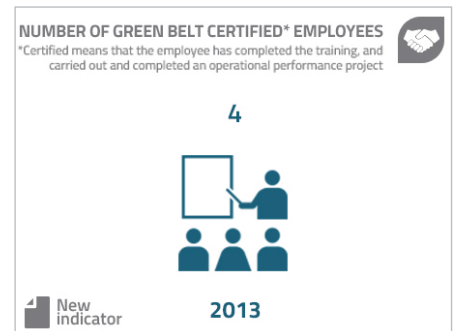 NUMBER OF GREEN BELT CERTIFIED* EMPLOYEES
*Certified means that the employee has completed the training, and
carried out and completed an operational performance project
4
New
indicator
2013